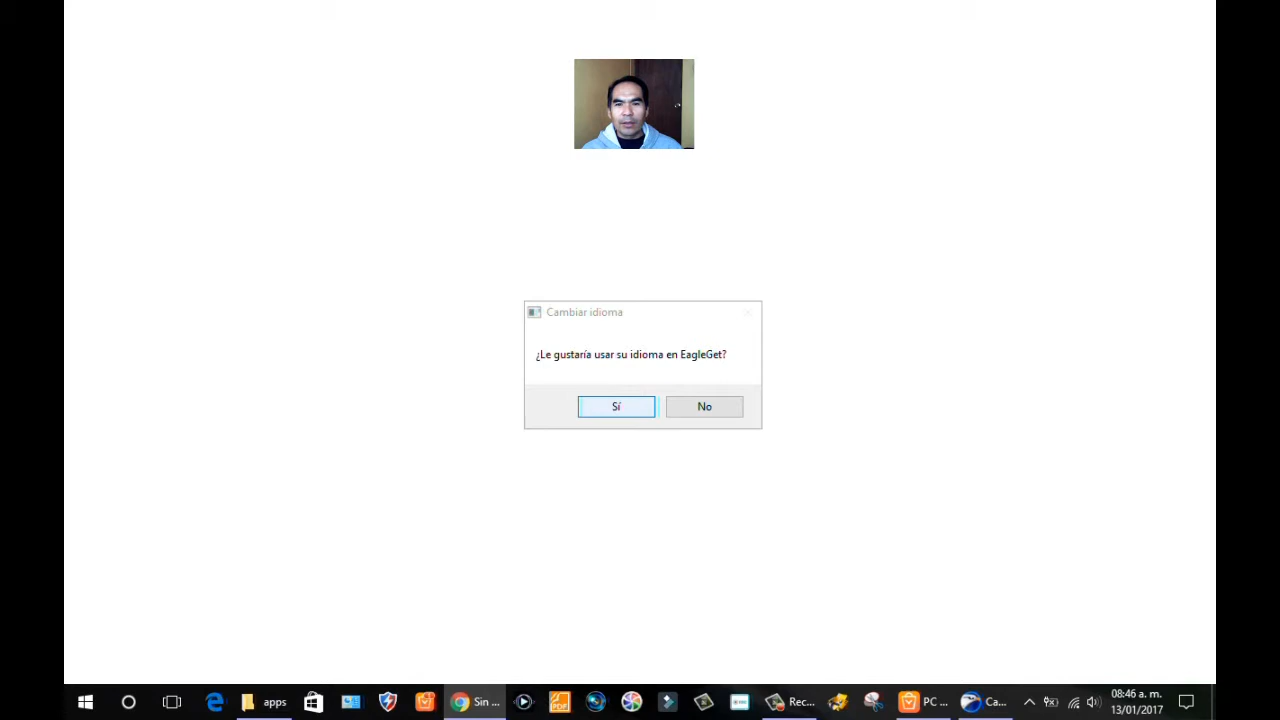 Cambiar idioma
¿Le gustaría usar su idioma en EagleGet?
Sí
No
apps
Sin ...
PDF
Rec...
PC ...
Ca...
08:46 a. m.
13/01/2017